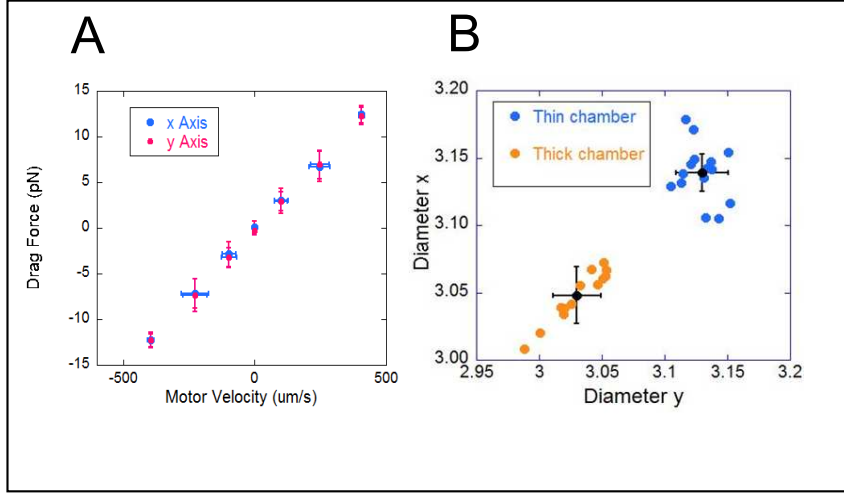 A
B
15
10
5
0
-5
-10
-15
x Axis
y Axis
Drag Force (pN)
-500
0
500
Motor Velocity (um/s)
3.20
3.15
3.10
3.05
3.00
Thin chamber
Thick chamber
Diameter x
2.95
3
3.05
3.1
3.15
3.2
Diameter y